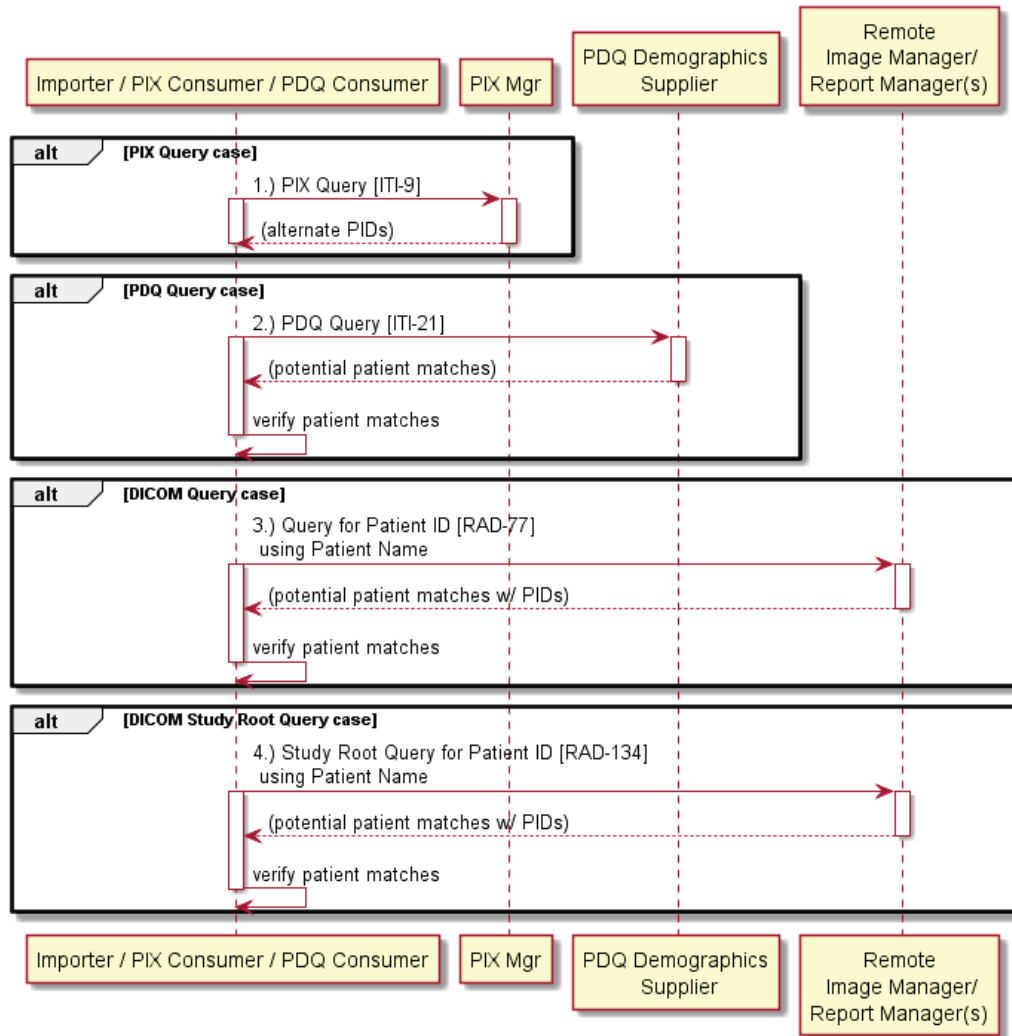 Remote
Image Manager/
Report Manager(s)
PDQ Demographics
Supplier
Importer / PIX Consumer / PDQ Consumer
PIX Mgr
alt [PIX Query case]
1.) PIX Query [ITI-9]
(alternate PIDs)
alt [PDQ Query case]
2.) PDQ Query [ITI-21]
(potential patient matches)
verify patient matches
alt [DICOM Query case]
3.) Query for Patient ID [RAD-77]
using Patient Name
(potential patient matches w/ PIDs)
verify patient matches
alt [DICOM Study Root Query case]
4.) Study Root Query for Patient ID [RAD-134]
using Patient Name
(potential patient matches w/ PIDs)
verify patient matches
Importer / PIX Consumer / PDQ Consumer
PIX Mgr
PDQ Demographics
Supplier
Remote
Image Manager/
Report Manager(s)